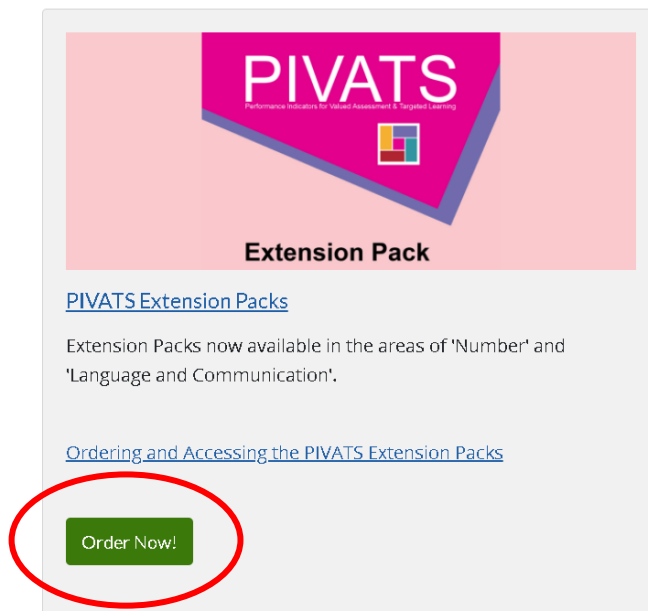 PIVATS
Performance Indicators for Valued Assessment & Targeted Learning
Extension Pack
PIVATS Extension Packs
Extension Packs now available in the areas of 'Number' and
'Language and Communication'.
Ordering and Accessing the PIVATS Extension Packs
Order Now!